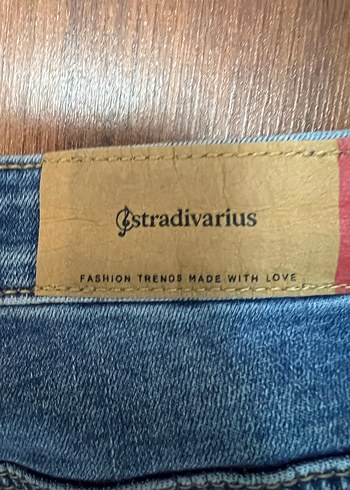 stradivarius
FASHION TRENDS MADE WITH LOVE